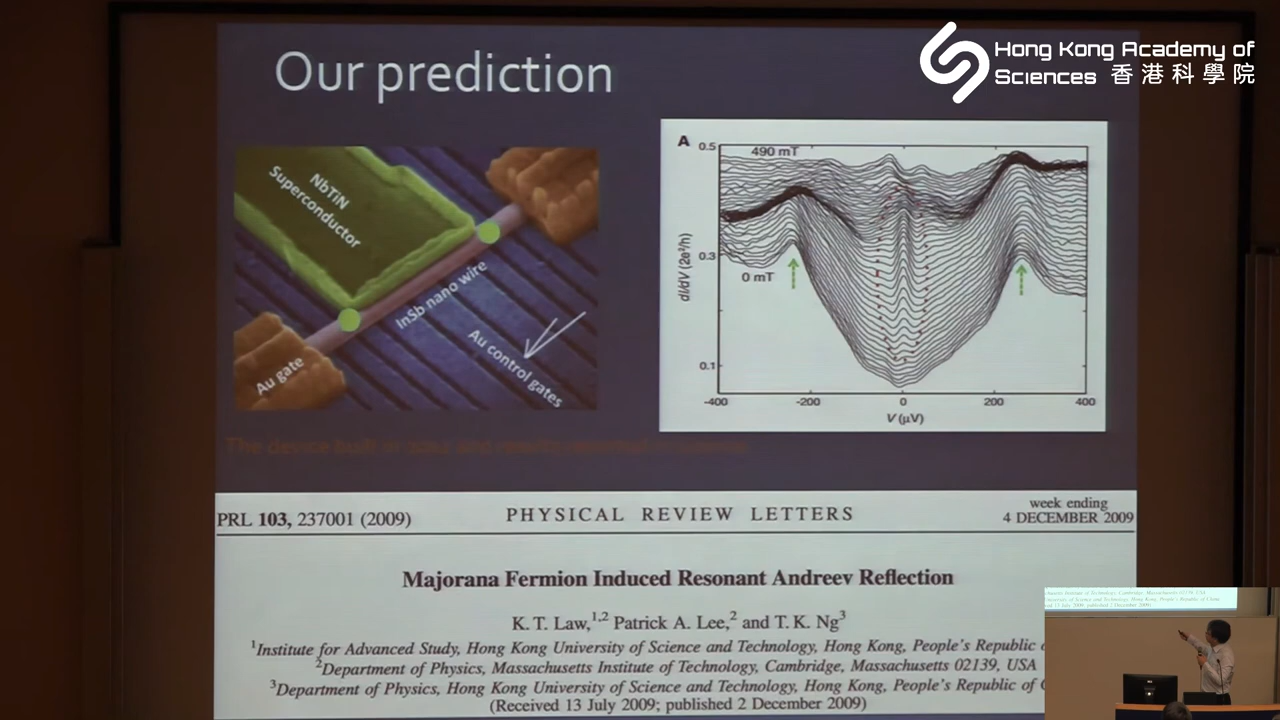 Our prediction
Hong Kong Academy of
Sciences 香港科學院
NbTiN
Superconductor
InSb nano wire
Au control gates
Au gate
A
0.5
490 mT
0.3
0 mT
0.1
dI/dV (2e²/h)
-400
-200
0
200
400
V (μV)
The device built in
PRL 103, 237001 (2009)
PHYSICAL REVIEW LETTERS
week ending
4 DECEMBER 2009
Majorana Fermion Induced Resonant Andreev Reflection
K. T. Law,1,2 Patrick A. Lee,2 and T. K. Ng3
1Institute for Advanced Study, Hong Kong University of Science and Technology, Hong Kong, People's Republic
2Department of Physics, Massachusetts Institute of Technology, Cambridge, Massachusetts 02139, USA
3Department of Physics, Hong Kong University of Science and Technology, Hong Kong, People's Republic of
(Received 13 July 2009; published 2 December 2009)